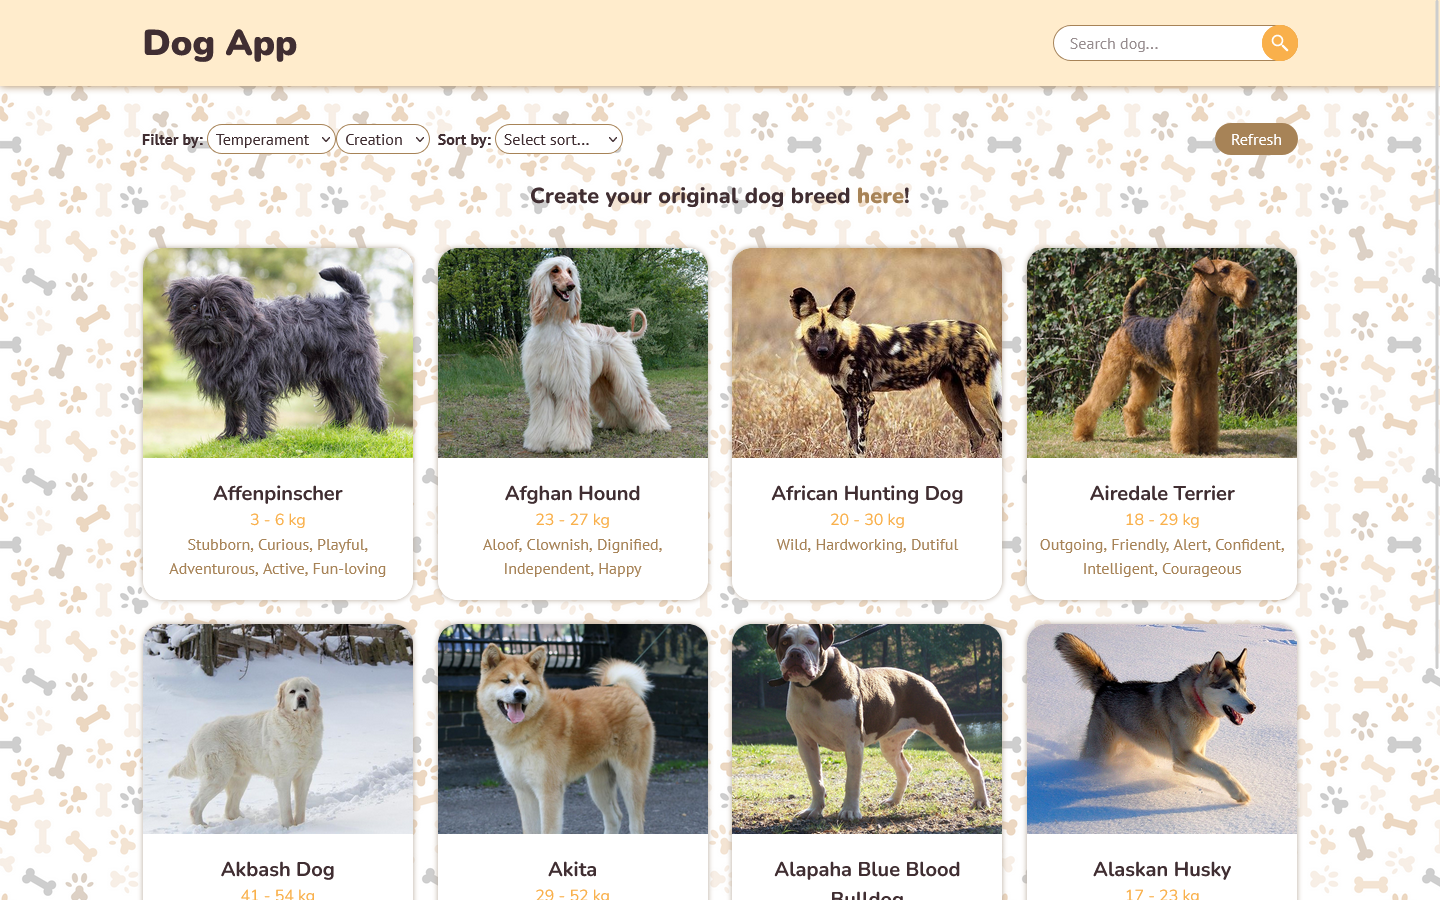 Dog App
Search dog...
Filter by: Temperament Creation Sort by: Select sort... Refresh
Create your original dog breed here!
Affenpinscher
3 - 6 kg
Stubborn, Curious, Playful,
Adventurous, Active, Fun-loving
Afghan Hound
23 - 27 kg
Aloof, Clownish, Dignified,
Independent, Happy
African Hunting Dog
20 - 30 kg
Wild, Hardworking, Dutiful
Airedale Terrier
18 - 29 kg
Outgoing, Friendly, Alert, Confident,
Intelligent, Courageous
Akbash Dog
41 - 54 kg
Akita
29 - 52 kg
Alapaha Blue Blood
Bulldog
Alaskan Husky
17 - 23 kg